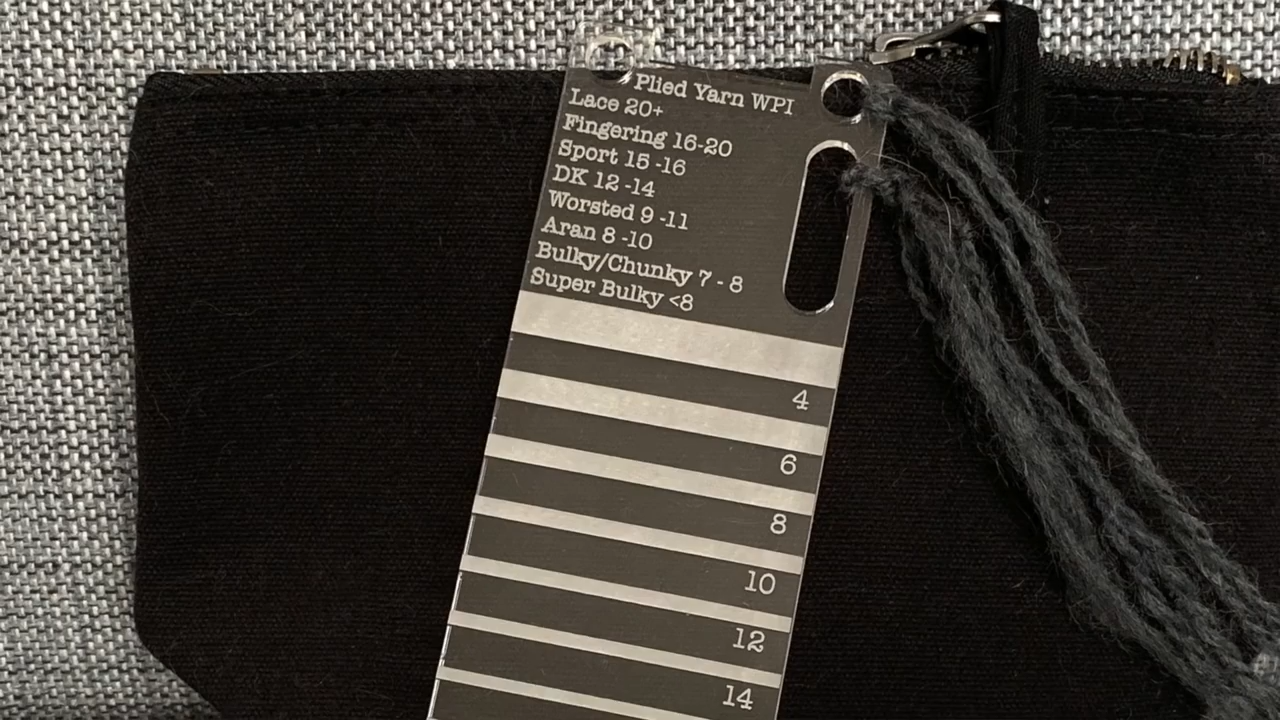 Plied Yarn WPI
Lace 20+
Fingering 16-20
Sport 15 -16
DK 12 -14
Worsted 9 -11
Aran 8 -10
Bulky/Chunky 7 - 8
Super Bulky <8
4
6
8
10
12
14